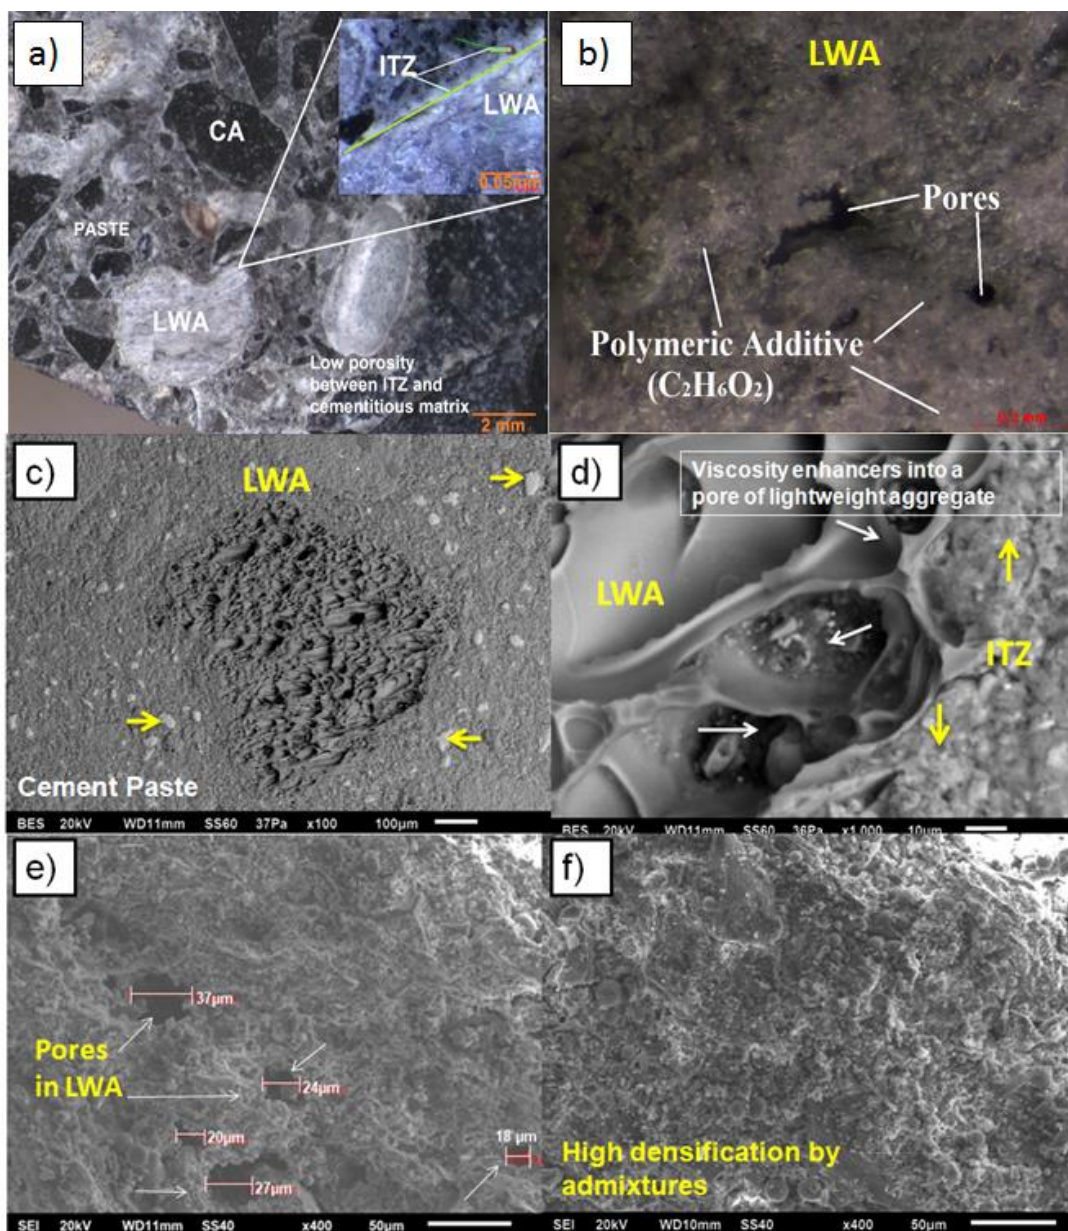 a)
ITZ
LWA
0.05mm
CA
PASTE
LWA
Low porosity
between ITZ and
cementitious matrix
2 mm
b)
LWA
Pores
Polymeric Additive
(C₂H₆O₂)
mm
c)
LWA
Cement Paste
BES 20kV WD11mm SS60 37Pa x100 100µm
d)
Viscosity enhancers into a
pore of lightweight aggregate
LWA
ITZ
BES 20kV WD11mm SS60 36Pa x1,000 10µm
e)
37µm
Pores
in LWA
24µm
20µm
18 µm
27µm
SEI 20kV WD11mm SS40 x400 50µm
f)
High densification by
admixtures
SEI 20kV WD10mm SS40 x400 50µm